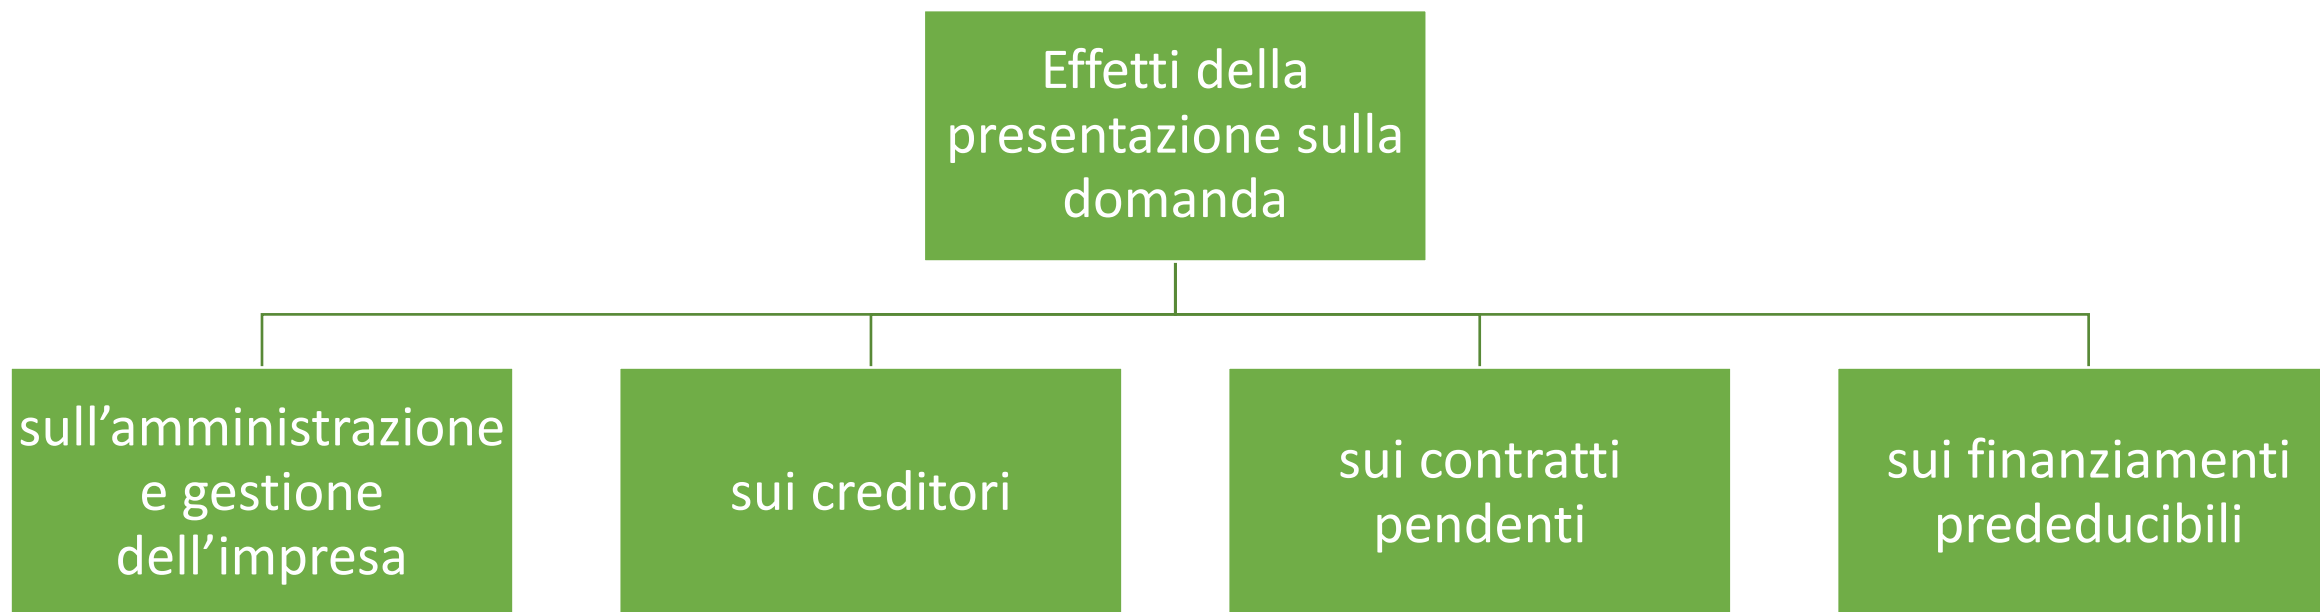 Effetti della
presentazione sulla
domanda
sull’amministrazione
e gestione
dell’impresa
sui creditori
sui contratti
pendenti
sui finanziamenti
prededucibili